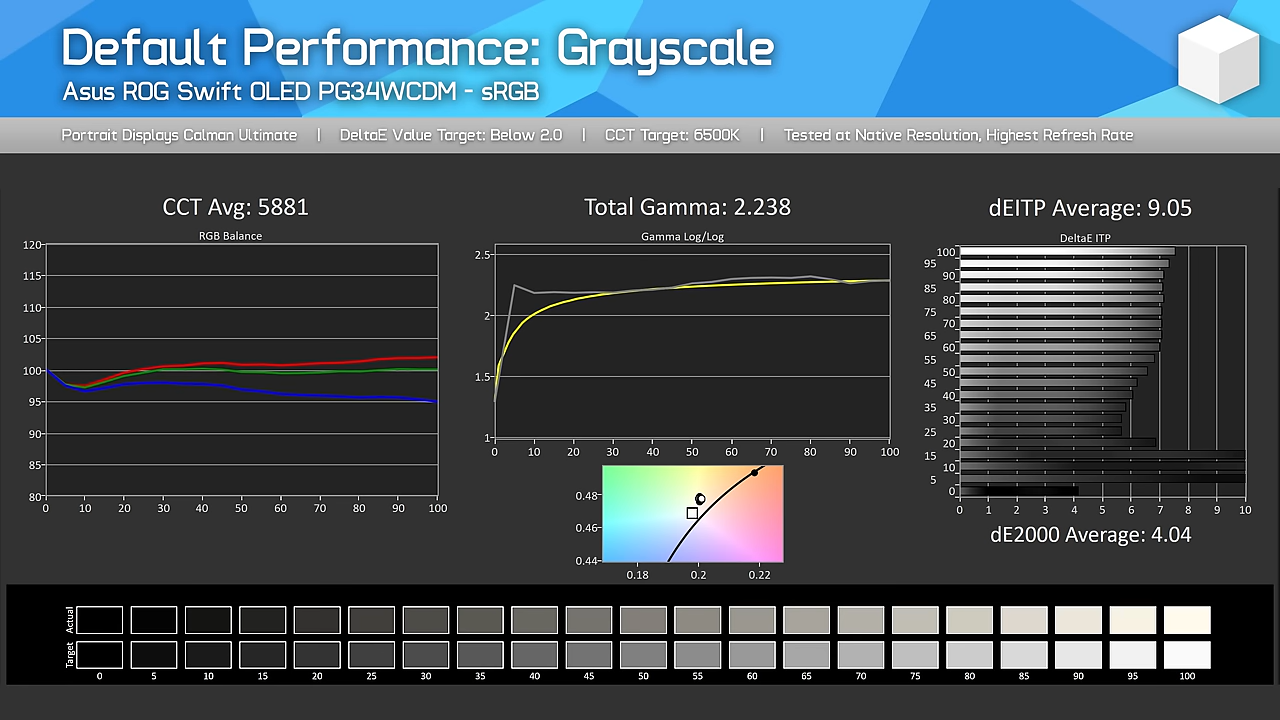 Default Performance: Grayscale
Asus ROG Swift OLED PG34WCDM - sRGB
Portrait Displays Calman Ultimate | DeltaE Value Target: Below 2.0 | CCT Target: 6500K | Tested at Native Resolution, Highest Refresh Rate
CCT Avg: 5881
RGB Balance
120
115
110
105
100
95
90
85
80
0 10 20 30 40 50 60 70 80 90 100
Total Gamma: 2.238
Gamma Log/Log
2.5
2
1.5
1
0 10 20 30 40 50 60 70 80 90 100
0.48
0.46
0.44
0.18 0.2 0.22
dEITP Average: 9.05
DeltaE ITP
100
95
90
85
80
75
70
65
60
55
50
45
40
35
30
25
20
15
10
5
0
0 1 2 3 4 5 6 7 8 9 10
dE2000 Average: 4.04
Actual
Target
0 5 10 15 20 25 30 35 40 45 50 55 60 65 70 75 80 85 90 95 100